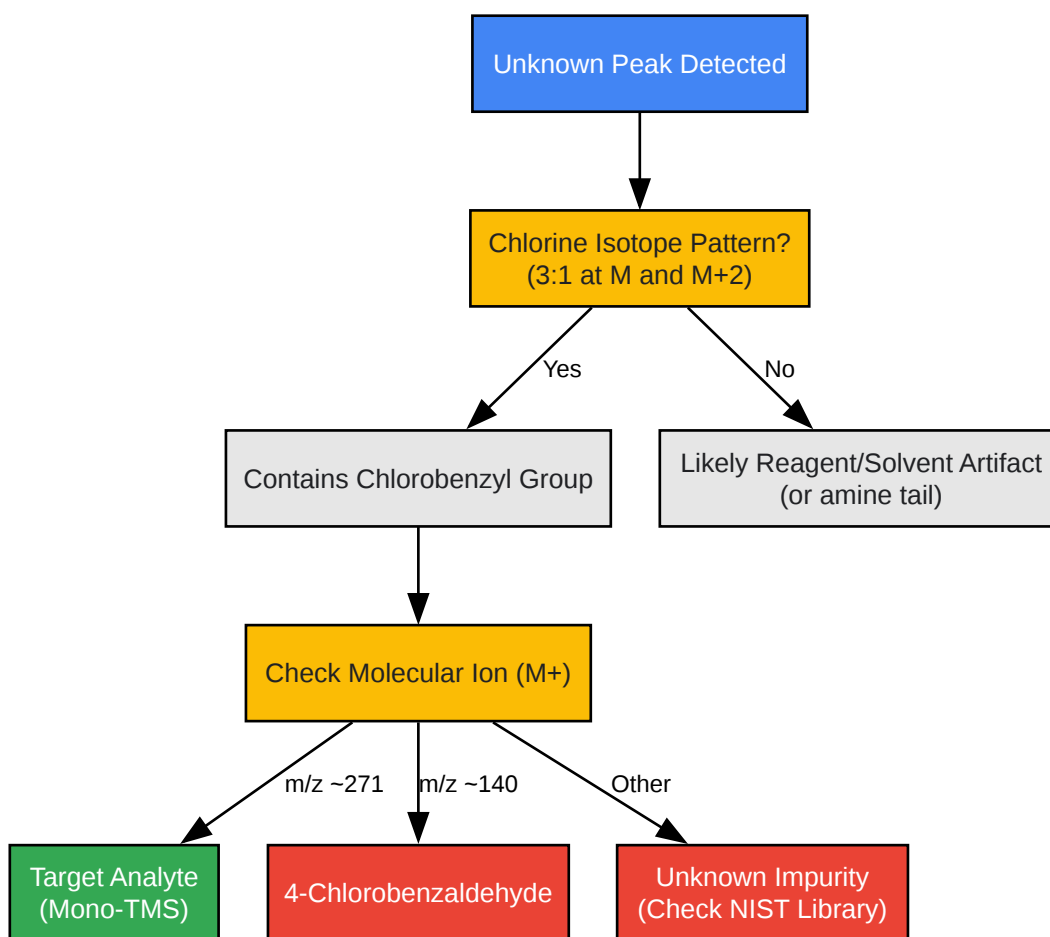 Unknown Peak Detected
Chlorine Isotope Pattern?
(3:1 at M and M+2)
Yes
No
Contains Chlorobenzyl Group
Likely Reagent/Solvent Artifact
(or amine tail)
Check Molecular Ion (M+)
m/z ~271
m/z ~140
Other
Target Analyte
(Mono-TMS)
4-Chlorobenzaldehyde
Unknown Impurity
(Check NIST Library)